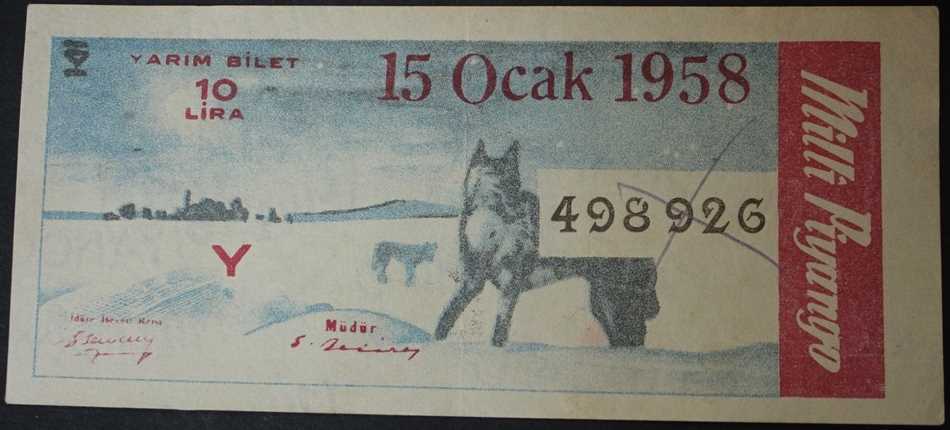 YARIM BİLET
10
LİRA
15 Ocak 1958
498926
Y
Müdür
Milli Piyango